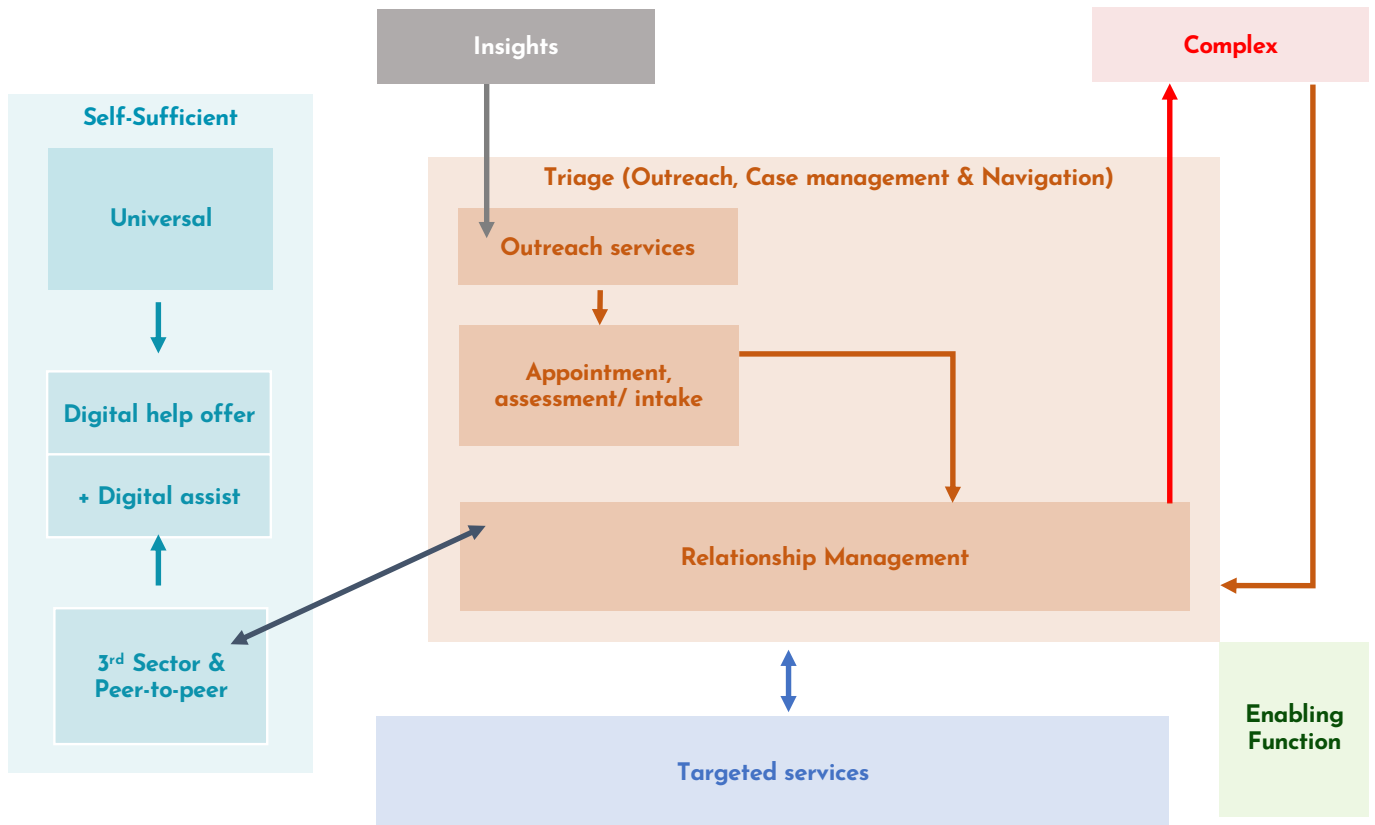 Insights
Complex
Self-Sufficient
Universal
Digital help offer
+ Digital assist
3rd Sector &
Peer-to-peer
Triage (Outreach, Case management & Navigation)
Outreach services
Appointment,
assessment/ intake
Relationship Management
Targeted services
Enabling
Function